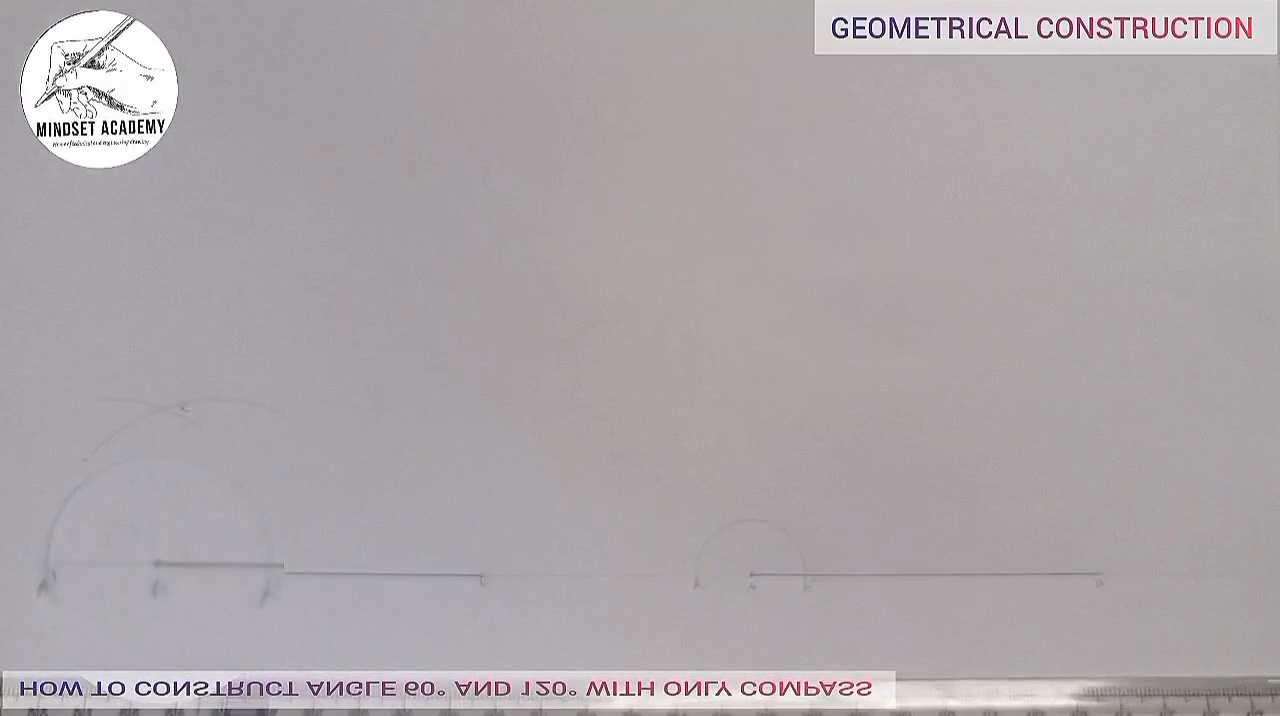 GEOMETRICAL CONSTRUCTION
MINDSET ACADEMY
HOW TO CONSTRUCT ANGLE 60° AND 120° WITH ONLY COMPASS